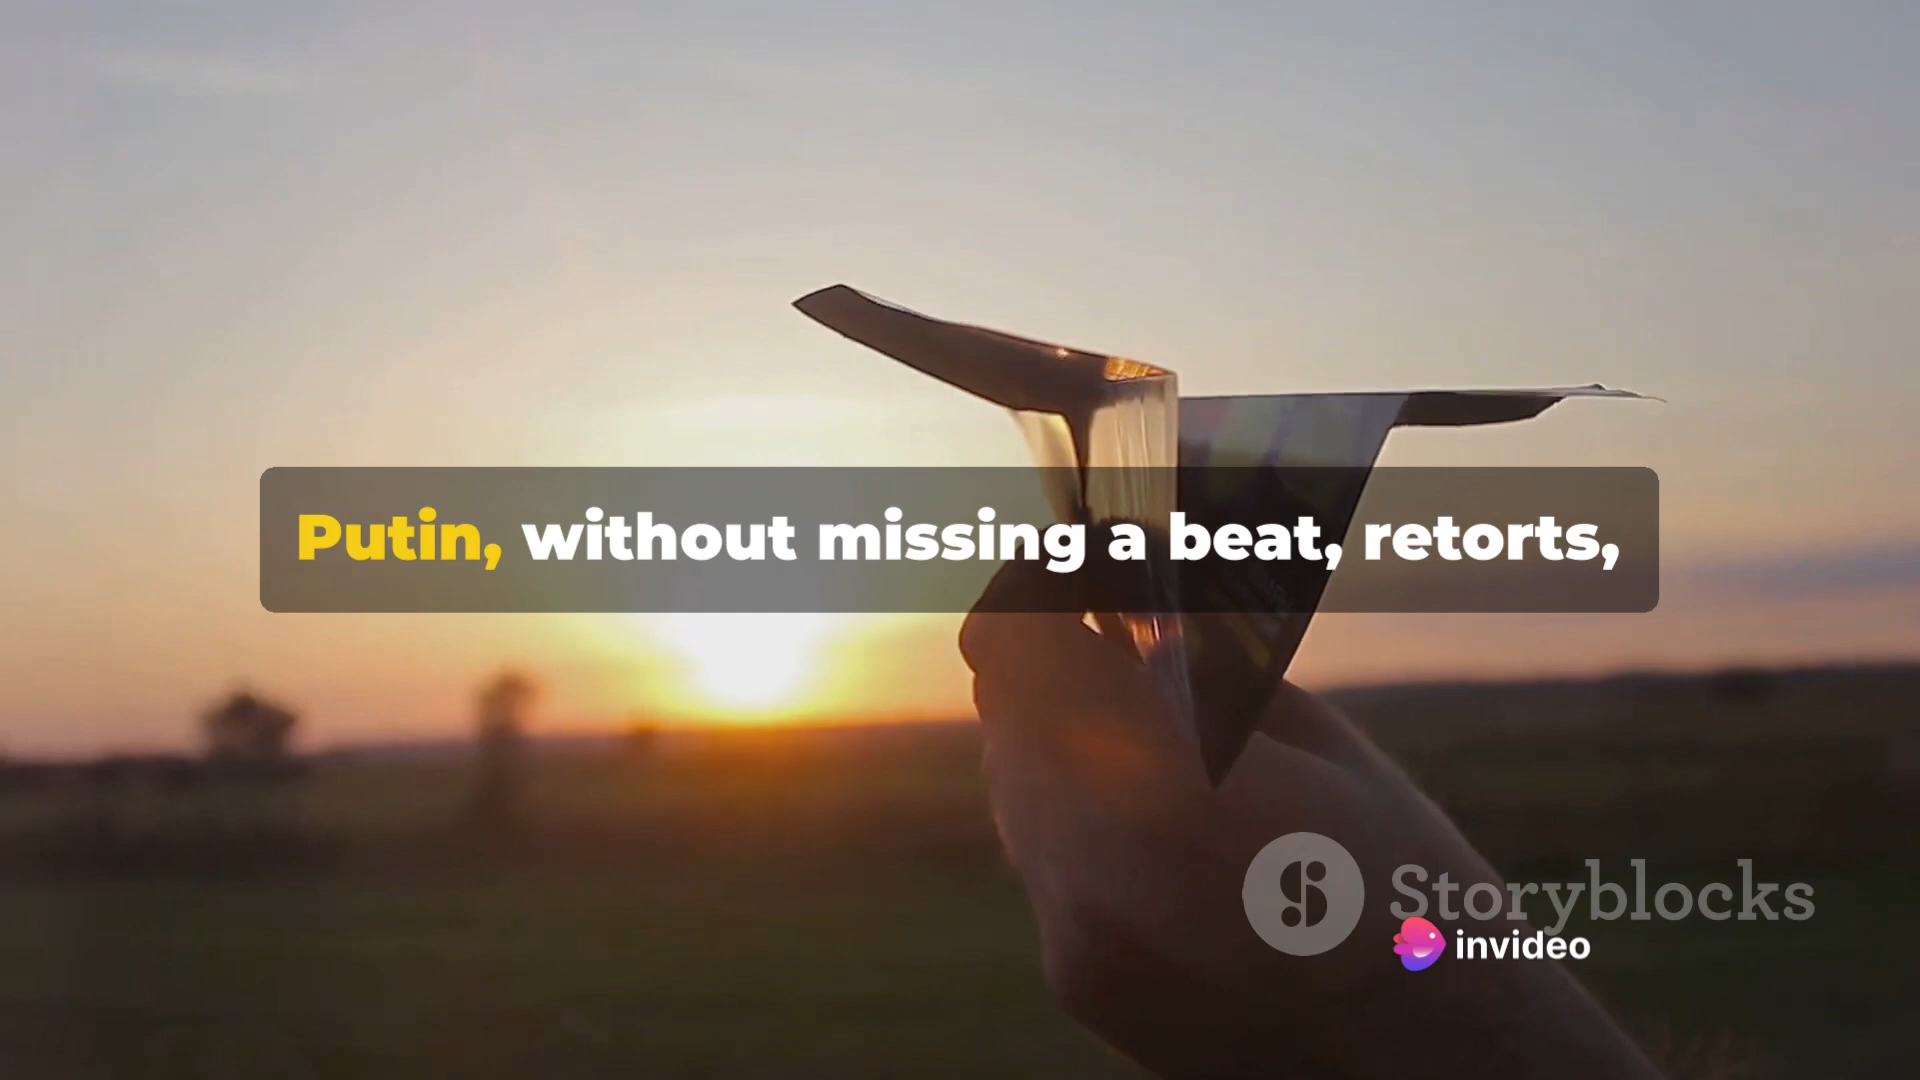 Putin, without missing a beat, retorts,
Storyblocks
invideo